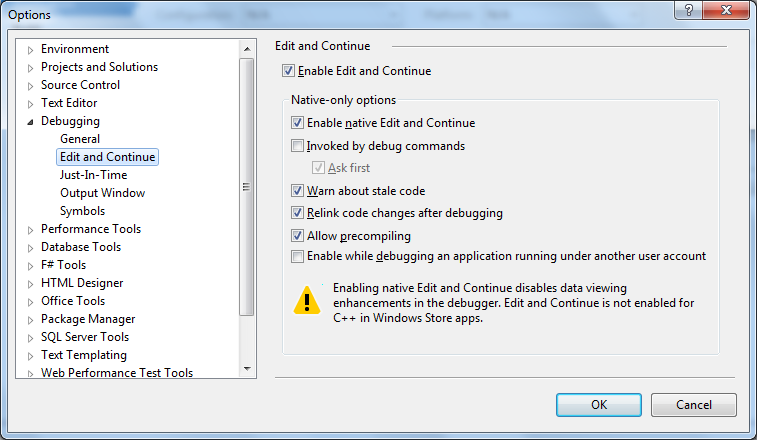 Options
Environment
Projects and Solutions
Source Control
Text Editor
Debugging
General
Edit and Continue
Just-In-Time
Output Window
Symbols
Performance Tools
Database Tools
F# Tools
HTML Designer
Office Tools
Package Manager
SQL Server Tools
Text Templating
Web Performance Test Tools
Edit and Continue
Enable Edit and Continue
Native-only options
Enable native Edit and Continue
Invoked by debug commands
Ask first
Warn about stale code
Relink code changes after debugging
Allow precompiling
Enable while debugging an application running under another user account
Enabling native Edit and Continue disables data viewing
enhancements in the debugger. Edit and Continue is not enabled for
C++ in Windows Store apps.
OK
Cancel